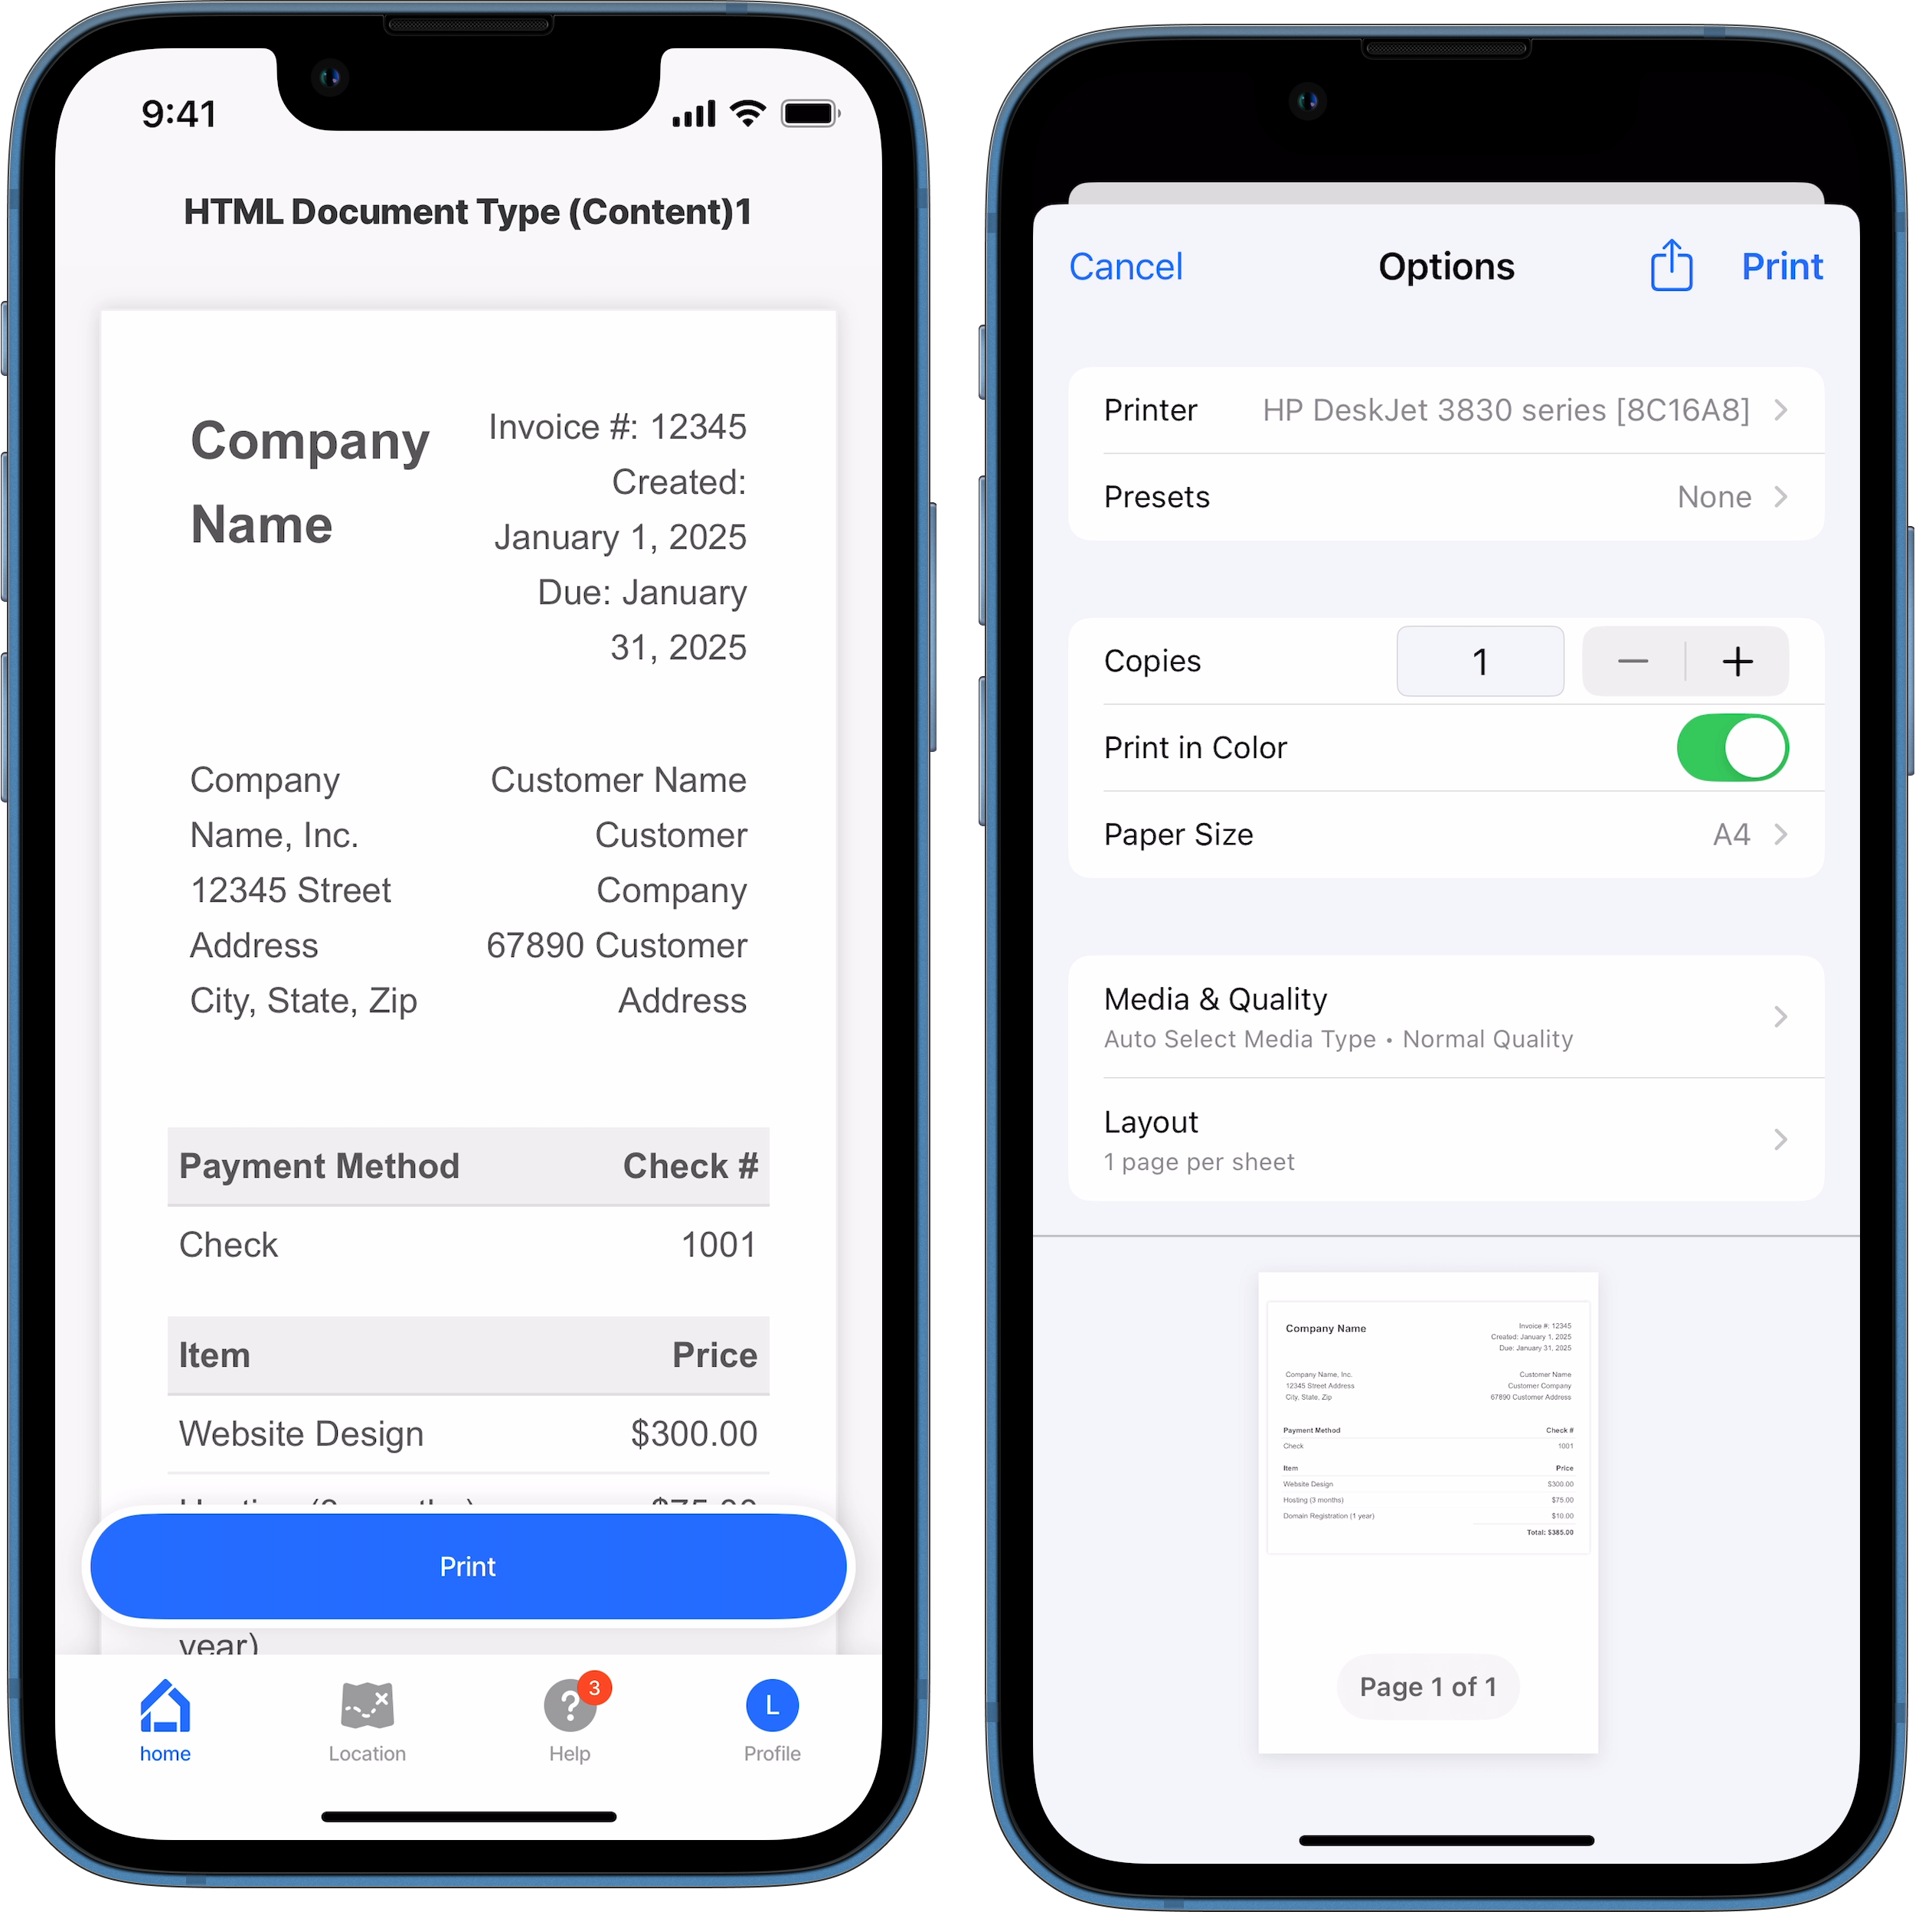 9:41
HTML Document Type (Content)1
Company
Name
Invoice #: 12345
Created:
January 1, 2025
Due: January
31, 2025
Company
Name, Inc.
12345 Street
Address
City, State, Zip
Customer Name
Customer
Company
67890 Customer
Address
Payment Method Check #
Check 1001
Item Price
Website Design $300.00
Hosting (3 months) $75.00
Print
year)
3
L
home Location Help Profile
Cancel Options Print
Printer HP DeskJet 3830 series [8C16A8]
Presets None
Copies 1
Print in Color
Paper Size A4
Media & Quality
Auto Select Media Type • Normal Quality
Layout
1 page per sheet
Company Name
Invoice #: 12345
Created: January 1, 2025
Due: January 31, 2025
Company Name, Inc.
12345 Street Address
City, State, Zip
Customer Name
Customer Company
67890 Customer Address
Payment Method Check #
Check 1001
Item Price
Website Design $300.00
Hosting (3 months) $75.00
Domain Registration (1 year) $10.00
Total: $385.00
Page 1 of 1